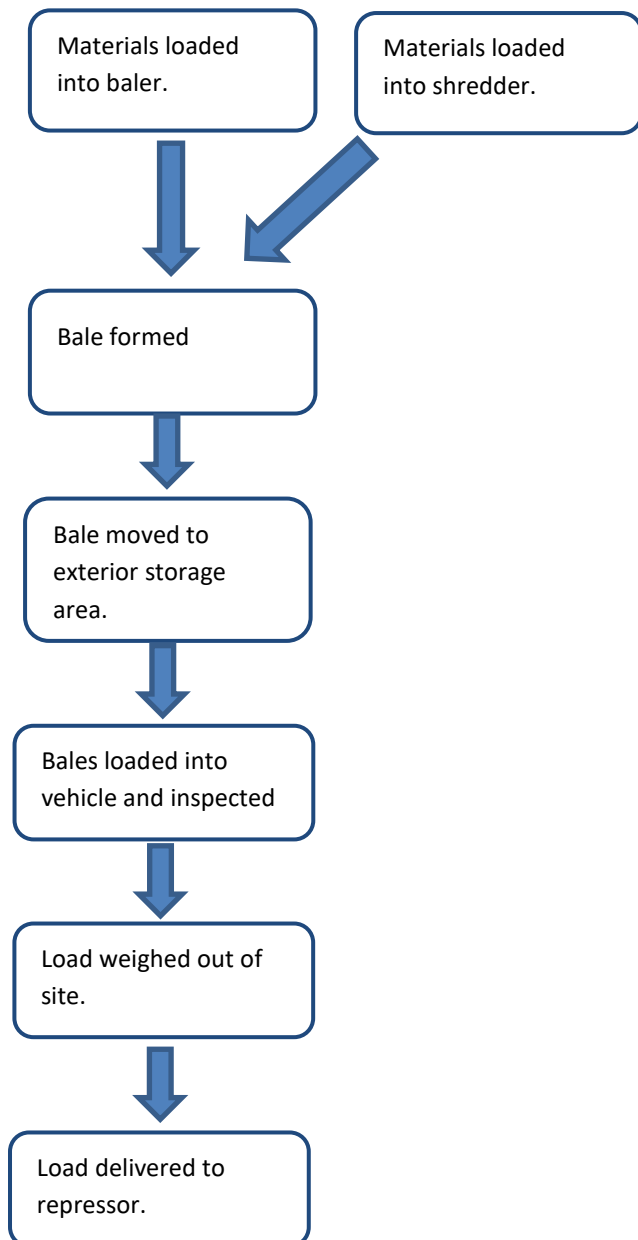 Materials loaded
into baler.
Materials loaded
into shredder.
Bale formed
Bale moved to
exterior storage
area.
Bales loaded into
vehicle and inspected
Load weighed out of
site.
Load delivered to
repressor.